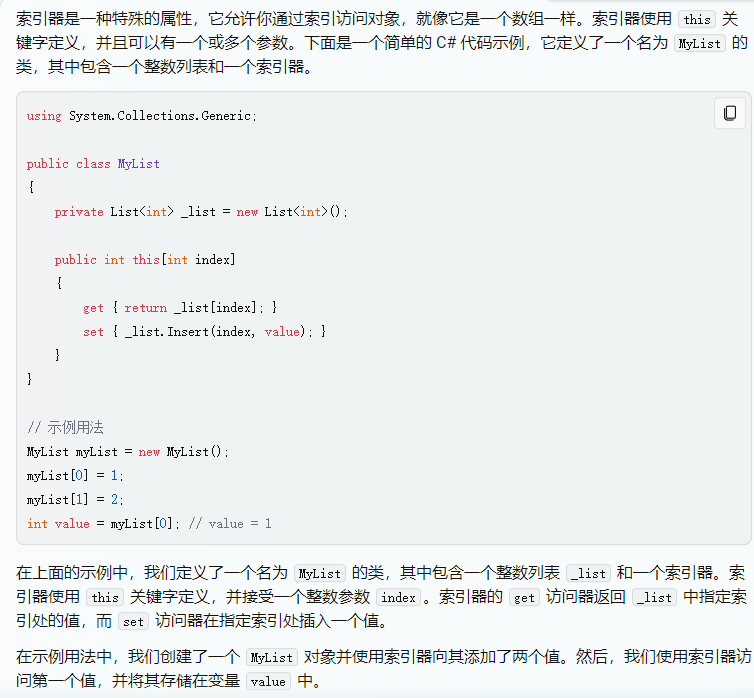 索引器是一种特殊的属性，它允许你通过索引访问对象，就像它是一个数组一样。索引器使用 this 关
键字定义，并且可以有一个或多个参数。下面是一个简单的 C# 代码示例，它定义了一个名为 MyList 的
类，其中包含一个整数列表和一个索引器。
using System.Collections.Generic;
public class MyList
{
    private List<int> _list = new List<int>();
    public int this[int index]
    {
        get { return _list[index]; }
        set { _list.Insert(index, value); }
    }
}
// 示例用法
MyList myList = new MyList();
myList[0] = 1;
myList[1] = 2;
int value = myList[0]; // value = 1
在上面的示例中，我们定义了一个名为 MyList 的类，其中包含一个整数列表 _list 和一个索引器。索
引器使用 this 关键字定义，并接受一个整数参数 index 。索引器的 get 访问器返回 _list 中指定索
引处的值，而 set 访问器在指定索引处插入一个值。
在示例用法中，我们创建了一个 MyList 对象并使用索引器向其添加了两个值。然后，我们使用索引器访
问第一个值，并将其存储在变量 value 中。